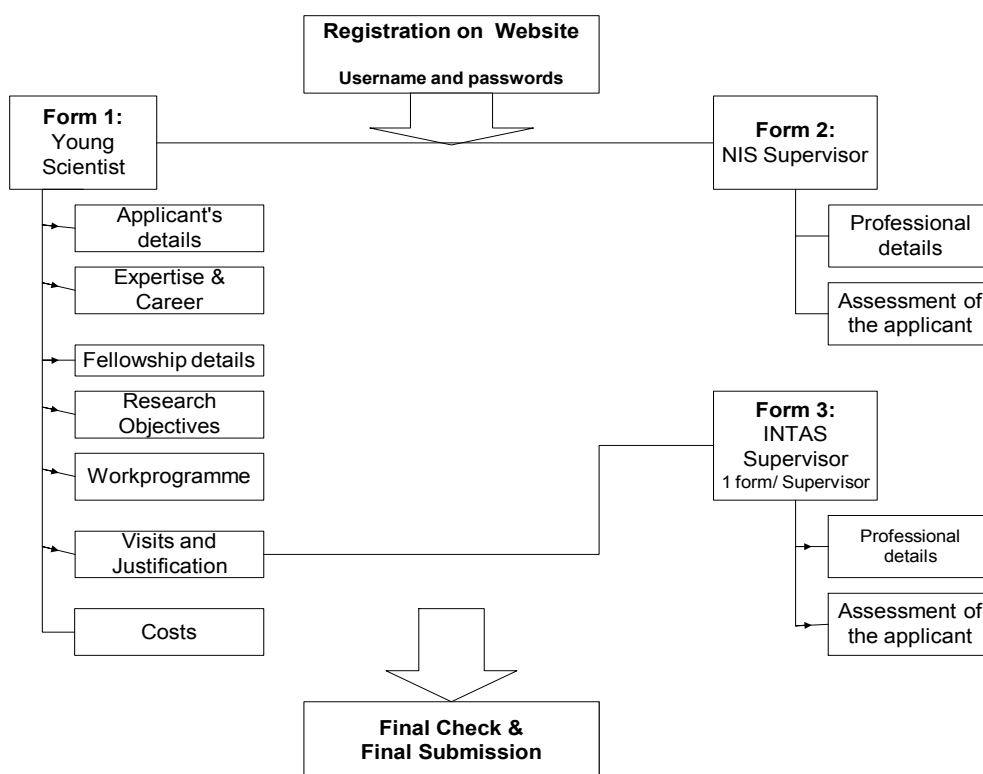 Registration on Website
Username and passwords
Form 1:
Young
Scientist
Form 2:
NIS Supervisor
Applicant's
details
Expertise &
Career
Fellowship details
Research
Objectives
Workprogramme
Visits and
Justification
Costs
Professional
details
Assessment of
the applicant
Form 3:
INTAS
Supervisor
1 form/ Supervisor
Professional
details
Assessment of
the applicant
Final Check &
Final Submission